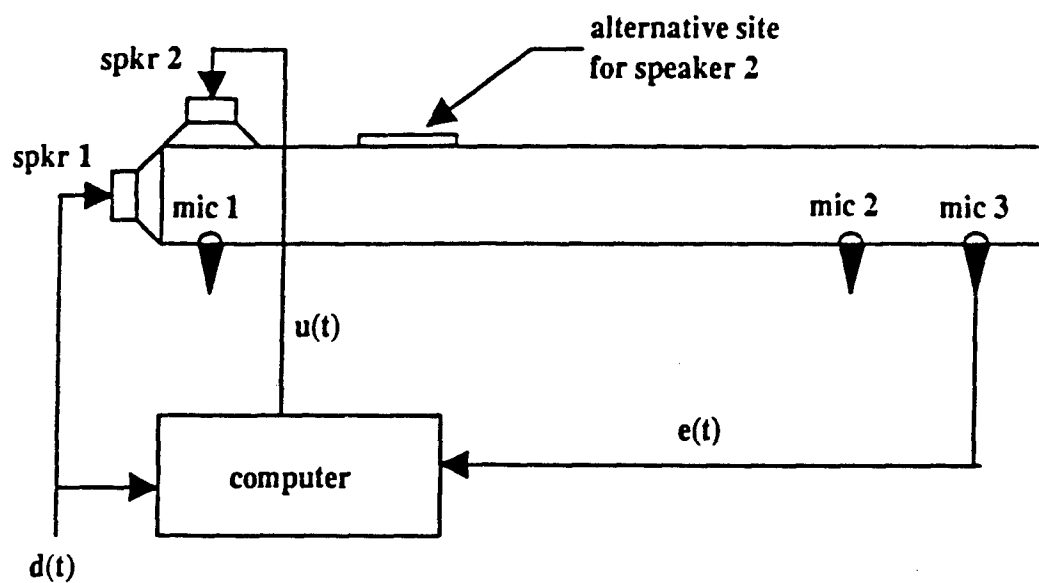 alternative site
for speaker 2
spkr 2
spkr 1
mic 1
mic 2
mic 3
u(t)
e(t)
computer
d(t)